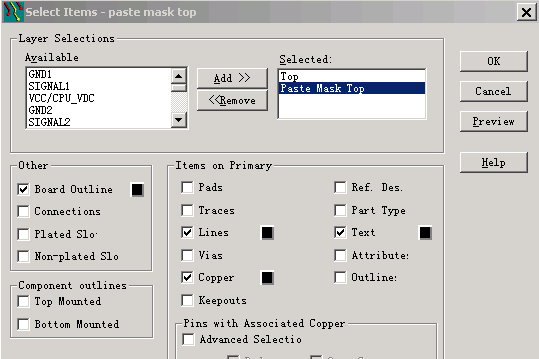 Select Items - paste mask top
Layer Selections
Available
GND1
SIGNAL1
VCC/CPU_VDC
GND2
SIGNAL2
Add >>
<<Remove
Selected:
Top
Paste Mask Top
OK
Cancel
Preview
Help
Other
Board Outline
Connections
Plated Slo
Non-plated Slo
Component outlines
Top Mounted
Bottom Mounted
Items on Primary
Pads
Traces
Lines
Vias
Copper
Keepouts
Ref. Des.
Part Type
Text
Attribute:
Outline:
Pins with Associated Copper
Advanced Selectio